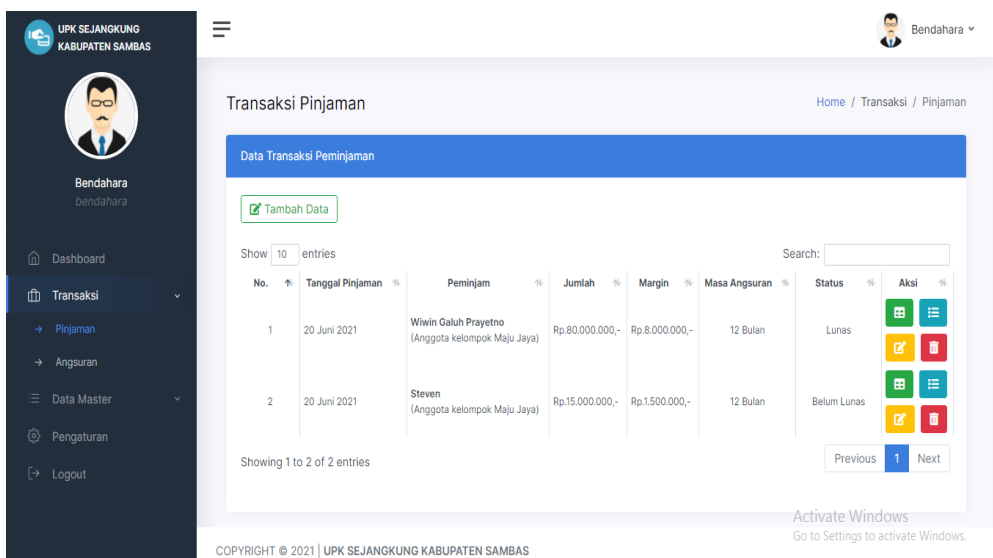 UPK SEJANGKUNG
KABUPATEN SAMBAS
Bendahara
Bendahara
bendahara
Dashboard
Transaksi
Pinjaman
Angsuran
Data Master
Pengaturan
Logout
Transaksi Pinjaman
Home / Transaksi / Pinjaman
Data Transaksi Peminjaman
Tambah Data
Show 10 entries
Search:
No. Tanggal Pinjaman Peminjam Jumlah Margin Masa Angsuran Status Aksi
1 20 Juni 2021 Wiwin Galuh Prayetno Rp.80.000.000,- Rp.8.000.000,- 12 Bulan Lunas
(Anggota kelompok Maju Jaya)
2 20 Juni 2021 Steven Rp.15.000.000,- Rp.1.500.000,- 12 Bulan Belum Lunas
(Anggota kelompok Maju Jaya)
Showing 1 to 2 of 2 entries
Previous 1 Next
Activate Windows
Go to Settings to activate Windows.
COPYRIGHT © 2021 | UPK SEJANGKUNG KABUPATEN SAMBAS